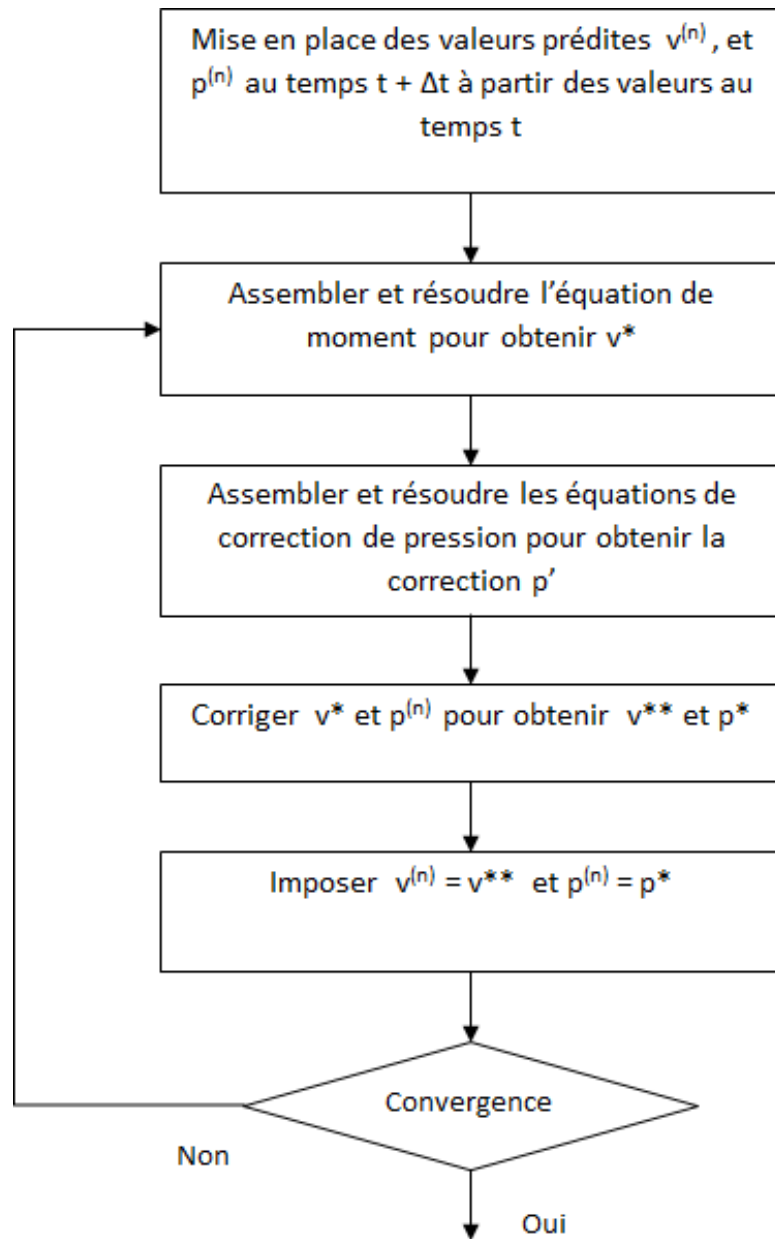 Mise en place des valeurs prédites v⁽ⁿ⁾, et
p⁽ⁿ⁾ au temps t + Δt à partir des valeurs au
temps t
Assembler et résoudre l’équation de
moment pour obtenir v*
Assembler et résoudre les équations de
correction de pression pour obtenir la
correction p’
Corriger v* et p⁽ⁿ⁾ pour obtenir v** et p*
Imposer v⁽ⁿ⁾ = v** et p⁽ⁿ⁾ = p*
Convergence
Non
Oui